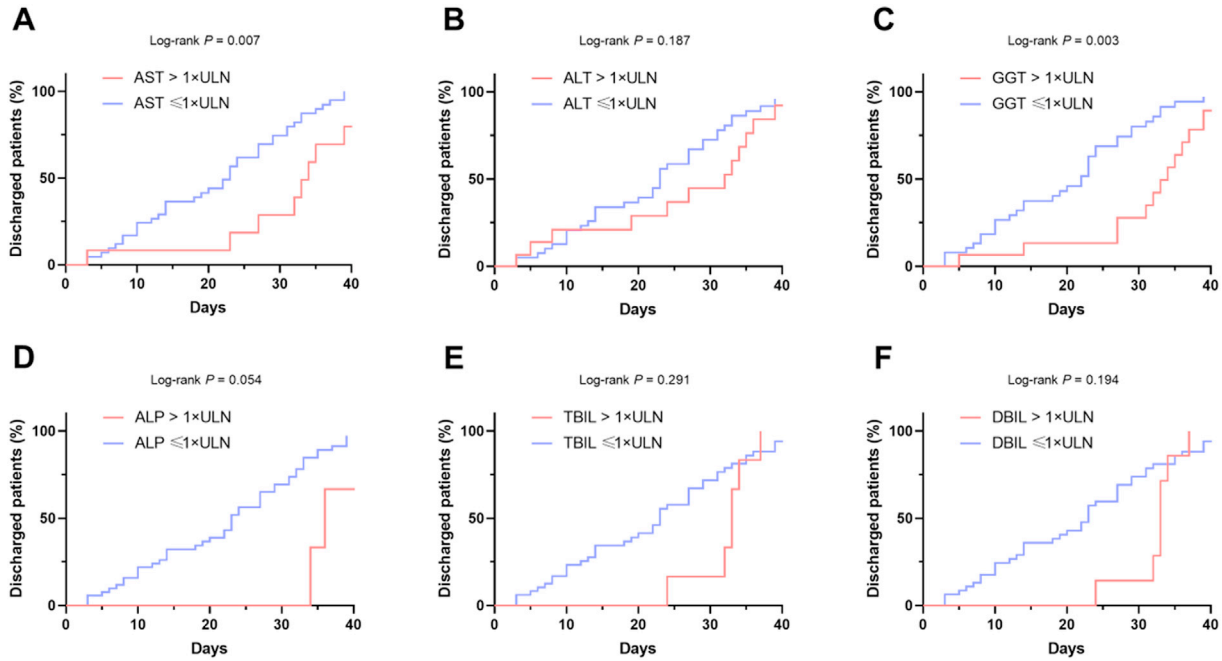 A
Log-rank P = 0.007
AST > 1×ULN
AST ⩽1×ULN
Discharged patients (%)
100
50
0
0 10 20 30 40
Days
B
Log-rank P = 0.187
ALT > 1×ULN
ALT ⩽1×ULN
Discharged patients (%)
100
50
0
0 10 20 30 40
Days
C
Log-rank P = 0.003
GGT > 1×ULN
GGT ⩽1×ULN
Discharged patients (%)
100
50
0
0 10 20 30 40
Days
D
Log-rank P = 0.054
ALP > 1×ULN
ALP ⩽1×ULN
Discharged patients (%)
100
50
0
0 10 20 30 40
Days
E
Log-rank P = 0.291
TBIL > 1×ULN
TBIL ⩽1×ULN
Discharged patients (%)
100
50
0
0 10 20 30 40
Days
F
Log-rank P = 0.194
DBIL > 1×ULN
DBIL ⩽1×ULN
Discharged patients (%)
100
50
0
0 10 20 30 40
Days